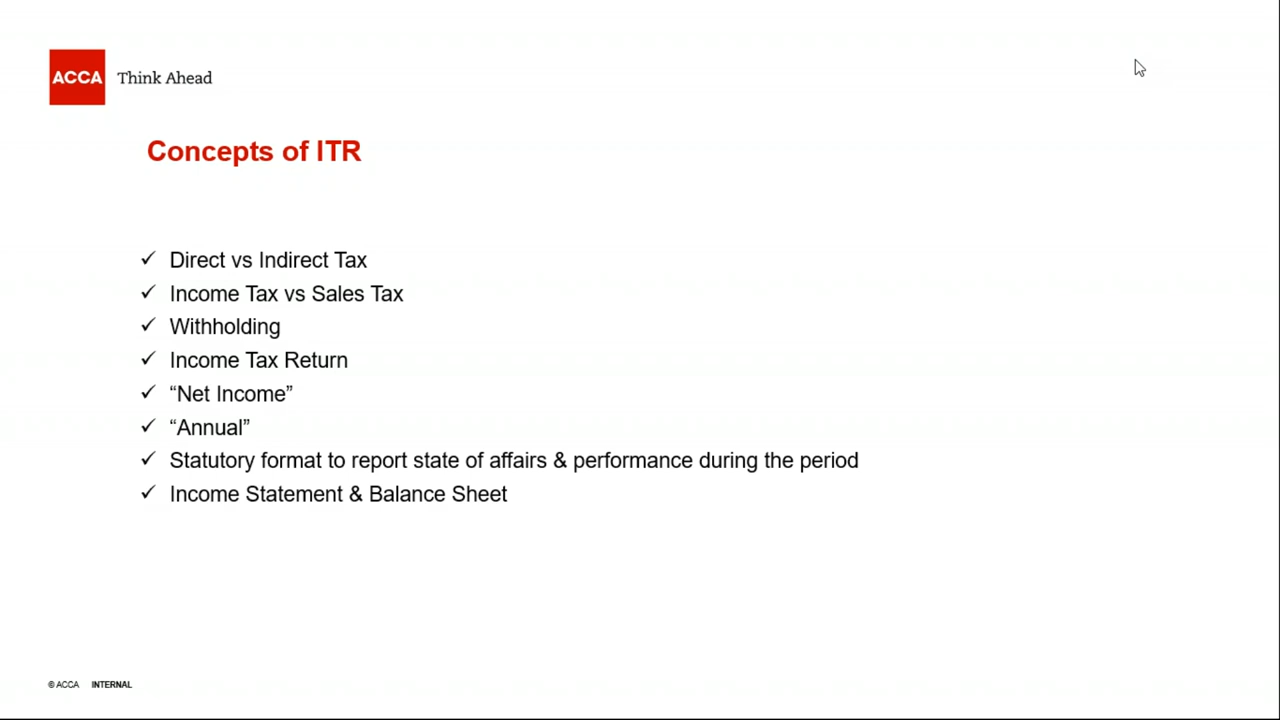 ACCA Think Ahead
Concepts of ITR
✓ Direct vs Indirect Tax
✓ Income Tax vs Sales Tax
✓ Withholding
✓ Income Tax Return
✓ “Net Income”
✓ “Annual”
✓ Statutory format to report state of affairs & performance during the period
✓ Income Statement & Balance Sheet
© ACCA INTERNAL